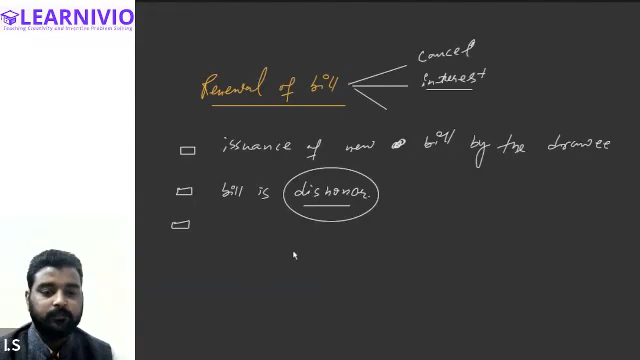 LEARNIVIO
Teaching Creativity and Inventive Problem Solving
Renewal of bill
cancel
interest
issuance of new bill by the drawee
bill is dishonor.
I.S